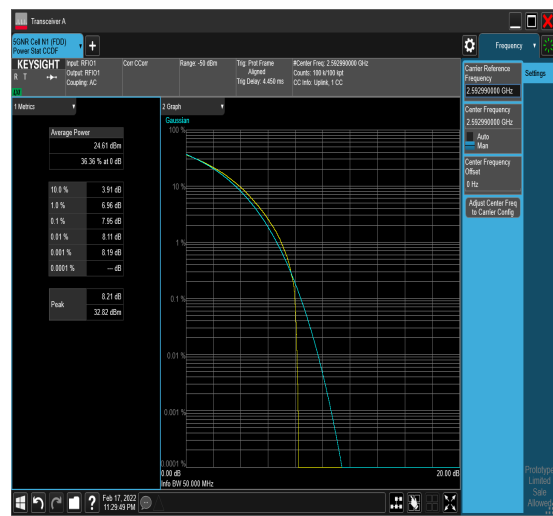 Transceiver A
5GNR Cell N1 (FDD)
Power Stat CCDF
KEYSIGHT
R T
Input: RFIO1
Output: RFIO1
Coupling: AC
Corr CCorr
Range: -50 dBm
Trig: Prist Frame
Aligned
Trig Delay: 4.450 ms
#Center Freq: 2.592990000 GHz
Counts: 100 k/100 kpt
CC Info: Uplink, 1 CC
1 Metrics
Average Power
24.61 dBm
36.36 % at 0 dB
10.0 % 3.91 dB
1.0 % 6.96 dB
0.1 % 7.95 dB
0.01 % 8.11 dB
0.001 % 8.19 dB
0.0001 % --- dB
Peak
8.21 dB
32.82 dBm
2 Graph
Gaussian
100 %
10 %
1 %
0.1 %
0.01 %
0.001 %
0.0001 %
0.00 dB 20.00 dB
Info BW 50.000 MHz
Frequency
Settings
Carrier Reference
Frequency
2.592990000 GHz
Center Frequency
2.592990000 GHz
Auto
Man
Center Frequency
Offset
0 Hz
Adjust Center Freq
to Carrier Config
Prototype
Limited
Sale
Allowed
?
Feb 17, 2022
11:29:49 PM